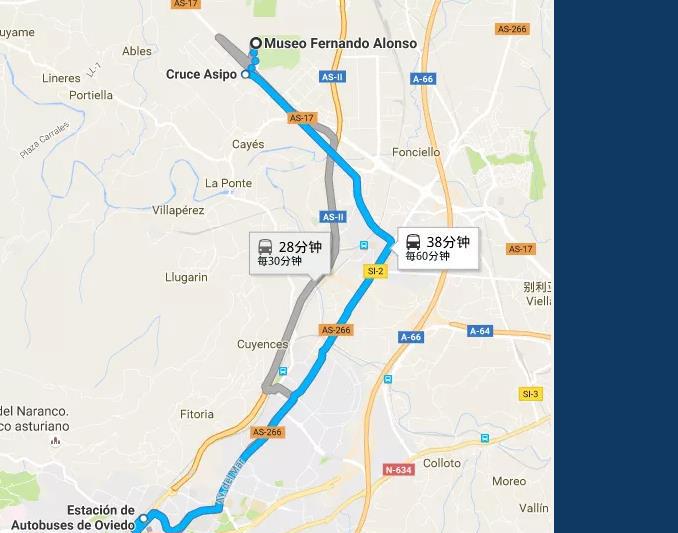 AS-17
uyame
AS-266
Museo Fernando Alonso
Ables
LL-1
Lineres
Cruce Asipo
AS-II
A-66
Portiella
AS-17
Plaza Carrales
Cayés
Fonciello
La Ponte
Villapérez
AS-II
28分钟
每30分钟
38分钟
每60分钟
AS-17
SI-2
Llugarin
别利亚
Viella
AS-266
A-66
A-64
Cuyences
SI-3
del Naranco.
co asturiano
Fitoria
AS-266
Colloto
N-634
Moreo
Vallín
Estación de
Autobuses de Oviedo